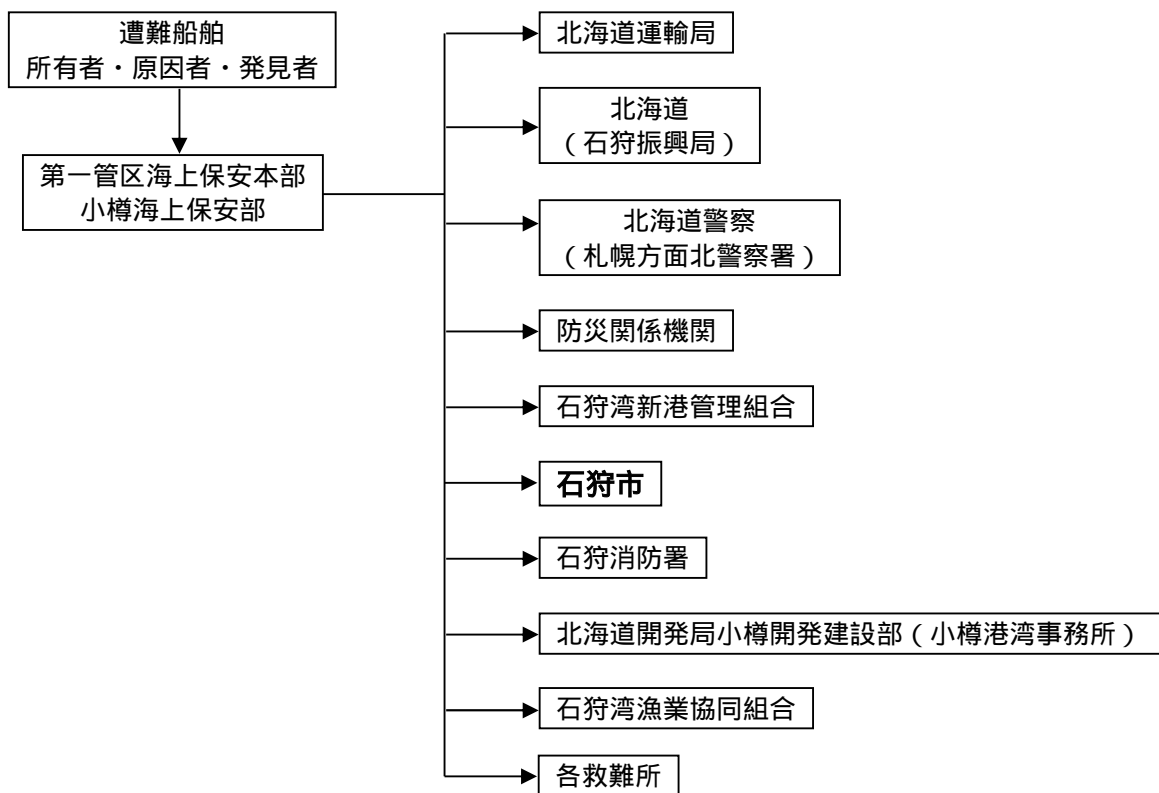 遭難船舶
所有者・原因者・発見者
第一管区海上保安本部
小樽海上保安部
北海道運輸局
北海道
（石狩振興局）
北海道警察
（札幌方面北警察署）
防災関係機関
石狩湾新港管理組合
石狩市
石狩消防署
北海道開発局小樽開発建設部（小樽港湾事務所）
石狩湾漁業協同組合
各救難所